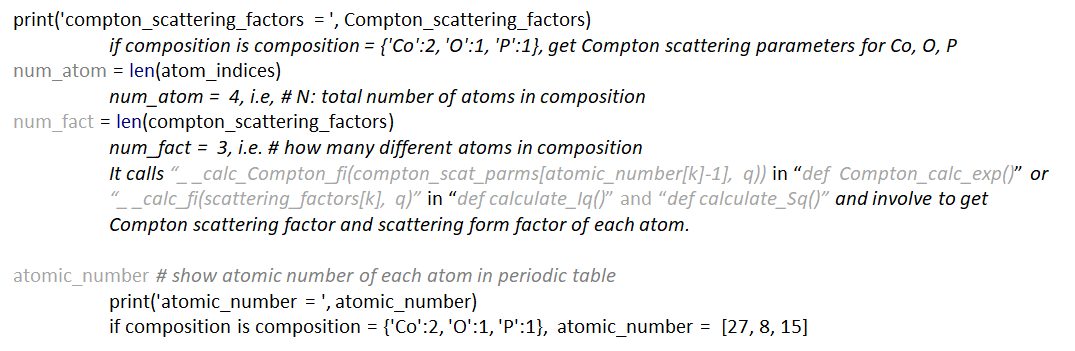 print('compton_scattering_factors = ', Compton_scattering_factors)
if composition is composition = {'Co':2, 'O':1, 'P':1}, get Compton scattering parameters for Co, O, P
num_atom = len(atom_indices)
num_atom = 4, i.e, # N: total number of atoms in composition
num_fact = len(compton_scattering_factors)
num_fact = 3, i.e. # how many different atoms in composition
It calls “_ _calc_Compton_fi(compton_scat_parms[atomic_number[k]-1], q)) in “def Compton_calc_exp()” or
“_ _calc_fi(scattering_factors[k], q)” in “def calculate_Iq()” and “def calculate_Sq()” and involve to get
Compton scattering factor and scattering form factor of each atom.
atomic_number # show atomic number of each atom in periodic table
print('atomic_number = ', atomic_number)
if composition is composition = {'Co':2, 'O':1, 'P':1}, atomic_number = [27, 8, 15]